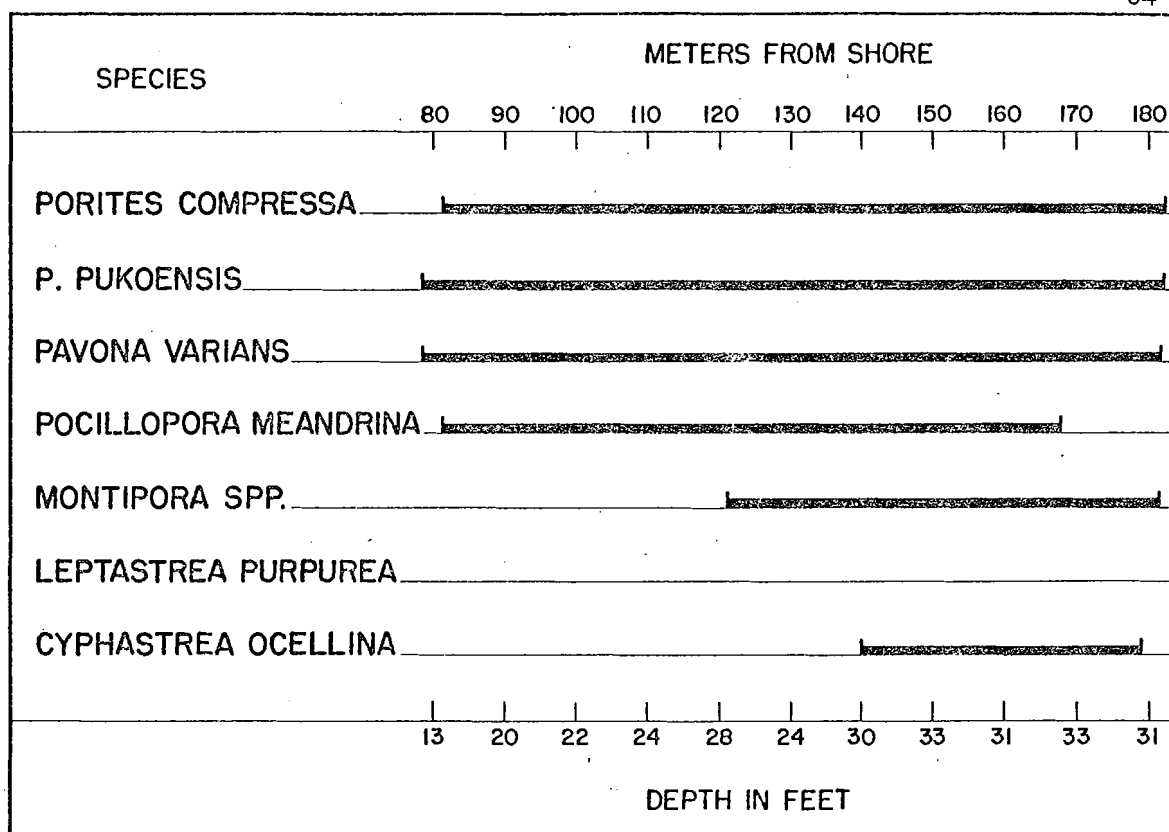 METERS FROM SHORE
SPECIES
80 90 100 110 120 130 140 150 160 170 180
PORITES COMPRESSA
P. PUKOENSIS
PAVONA VARIANS
POCILLOPORA MEANDRINA
MONTIPORA SPP.
LEPTASTREA PURPUREA
CYPHASTREA OCELLINA
13 20 22 24 28 24 30 33 31 33 31
DEPTH IN FEET